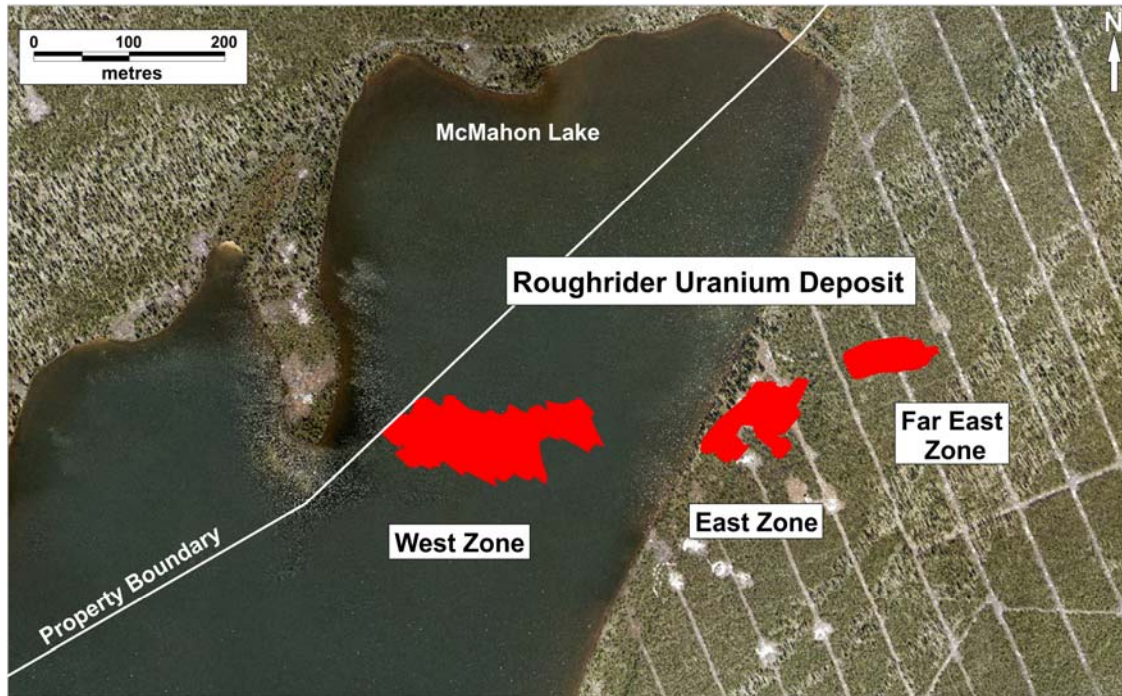 0 100 200
metres
N
McMahon Lake
Roughrider Uranium Deposit
Far East
Zone
East Zone
West Zone
Property Boundary